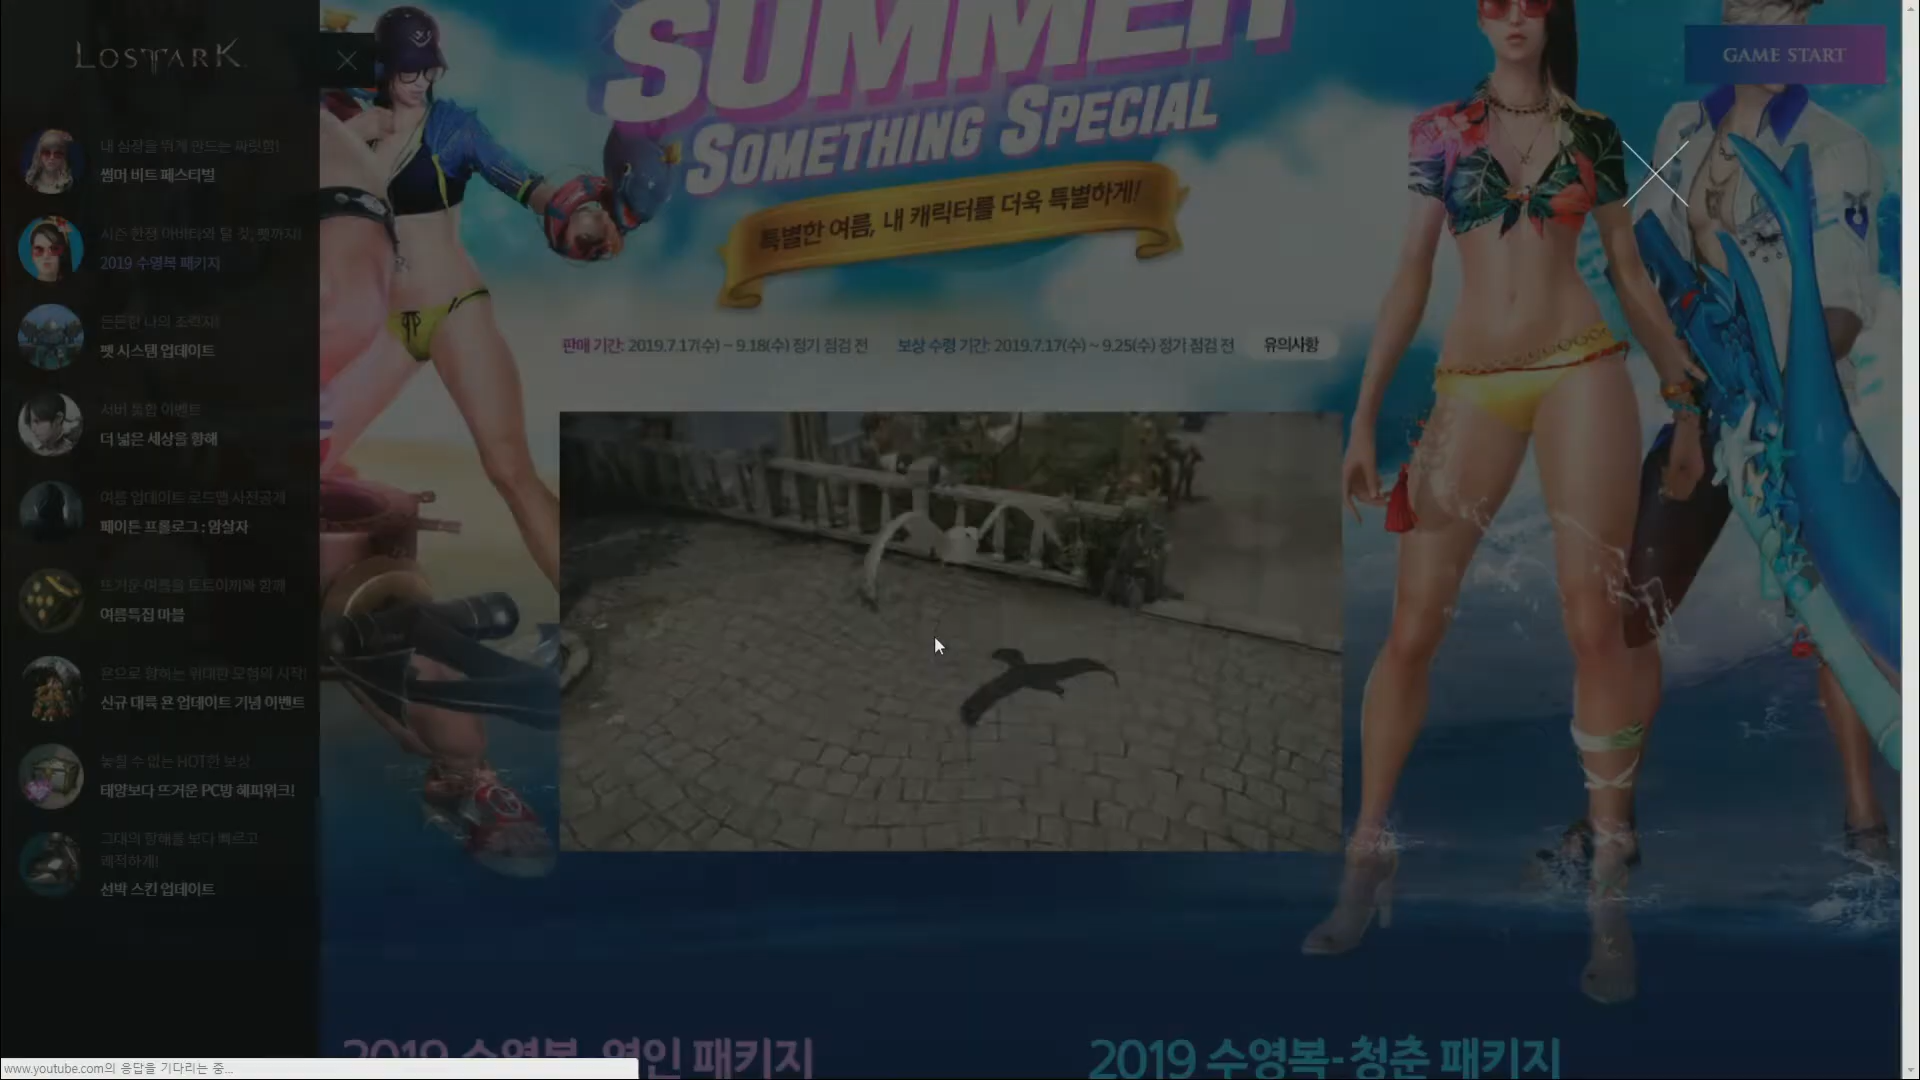 LOSTARK
내 심장을 뛰게 만드는 짜릿함!
썸머 비트 페스티벌
시즌 한정 아바타와 탈 것, 펫까지!
2019 수영복 패키지
든든한 나의 조력자!
펫 시스템 업데이트
서버 통합 이벤트
더 넓은 세상을 향해
여름 업데이트 로드맵 사전공개
페이튼 프롤로그 : 암살자
뜨거운 여름을 토토이끼와 함께
여름특집 마블
욘으로 향하는 위대한 모험의 시작!
신규 대륙 욘 업데이트 기념 이벤트
놓칠 수 없는 HOT한 보상
태양보다 뜨거운 PC방 해피위크!
그대의 항해를 보다 빠르고
쾌적하게!
선박 스킨 업데이트
SUMMER
SOMETHING SPECIAL
특별한 여름, 내 캐릭터를 더욱 특별하게!
GAME START
판매 기간: 2019.7.17(수) ~ 9.18(수) 정기 점검 전 보상 수령 기간: 2019.7.17(수) ~ 9.25(수) 정기 점검 전 유의사항
2019 수영복-연인 패키지
2019 수영복-청춘 패키지
www.youtube.com의 응답을 기다리는 중...